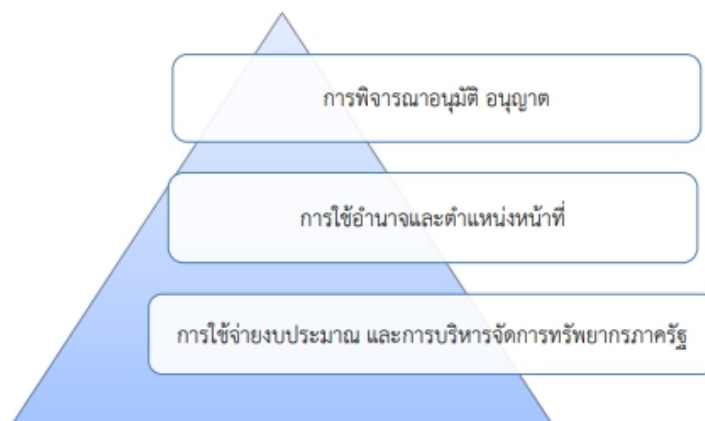 การพิจารณาอนุมัติ อนุญาต
การใช้อำนาจและตำแหน่งหน้าที่
การใช้จ่ายงบประมาณ และการบริหารจัดการทรัพยากรภาครัฐ